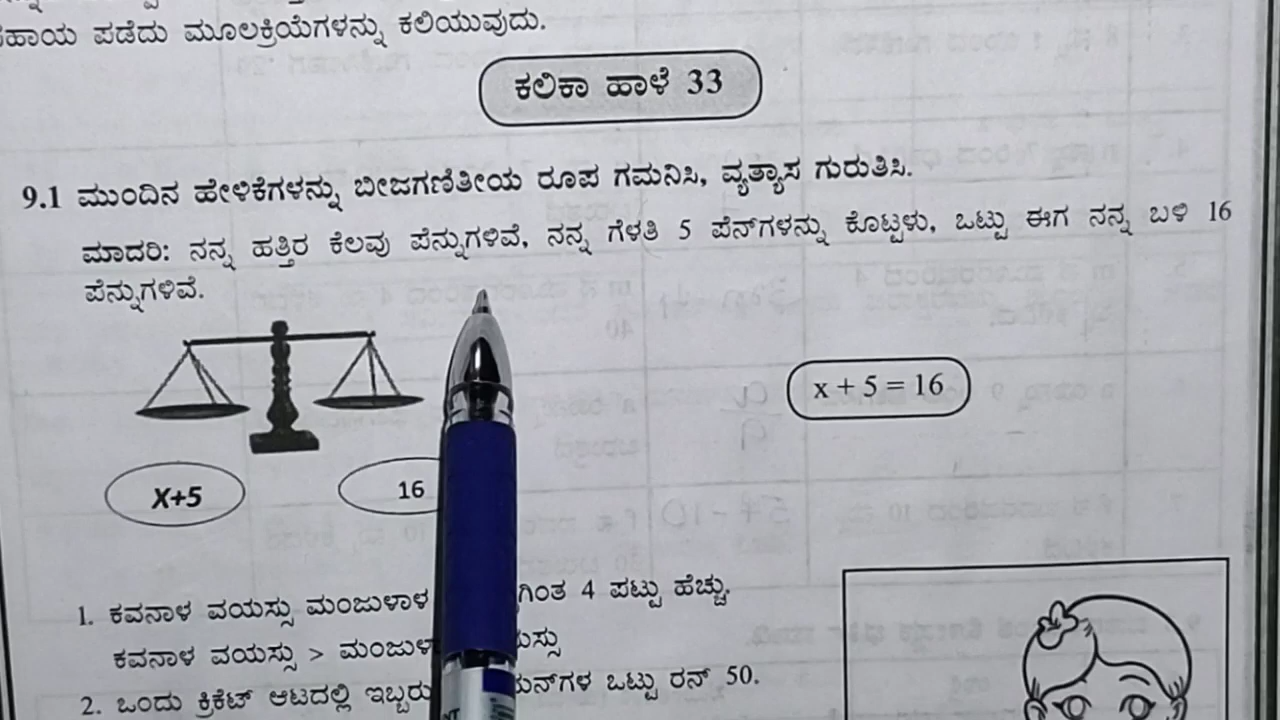 ಸಹಾಯ ಪಡೆದು ಮೂಲಕ್ರಿಯೆಗಳನ್ನು ಕಲಿಯುವುದು.
ಕಲಿಕಾ ಹಾಳೆ 33
9.1 ಮುಂದಿನ ಹೇಳಿಕೆಗಳನ್ನು ಬೀಜಗಣಿತೀಯ ರೂಪ ಗಮನಿಸಿ, ವ್ಯತ್ಯಾಸ ಗುರುತಿಸಿ.
ಮಾದರಿ: ನನ್ನ ಹತ್ತಿರ ಕೆಲವು ಪೆನ್ನುಗಳಿವೆ, ನನ್ನ ಗೆಳತಿ 5 ಪೆನ್‌ಗಳನ್ನು ಕೊಟ್ಟಳು, ಒಟ್ಟು ಈಗ ನನ್ನ ಬಳಿ 16
ಪೆನ್ನುಗಳಿವೆ.
x + 5 = 16
X+5 16
1. ಕವನಾಳ ವಯಸ್ಸು ಮಂಜುಳಾಳ ಗಿಂತ 4 ಪಟ್ಟು ಹೆಚ್ಚು.
ಕವನಾಳ ವಯಸ್ಸು >
2. ಒಂದು ಕ್ರಿಕೆಟ್ ಆಟದಲ್ಲಿ ಇಬ್ಬರು ಒಟ್ಟು ರನ್ 50.